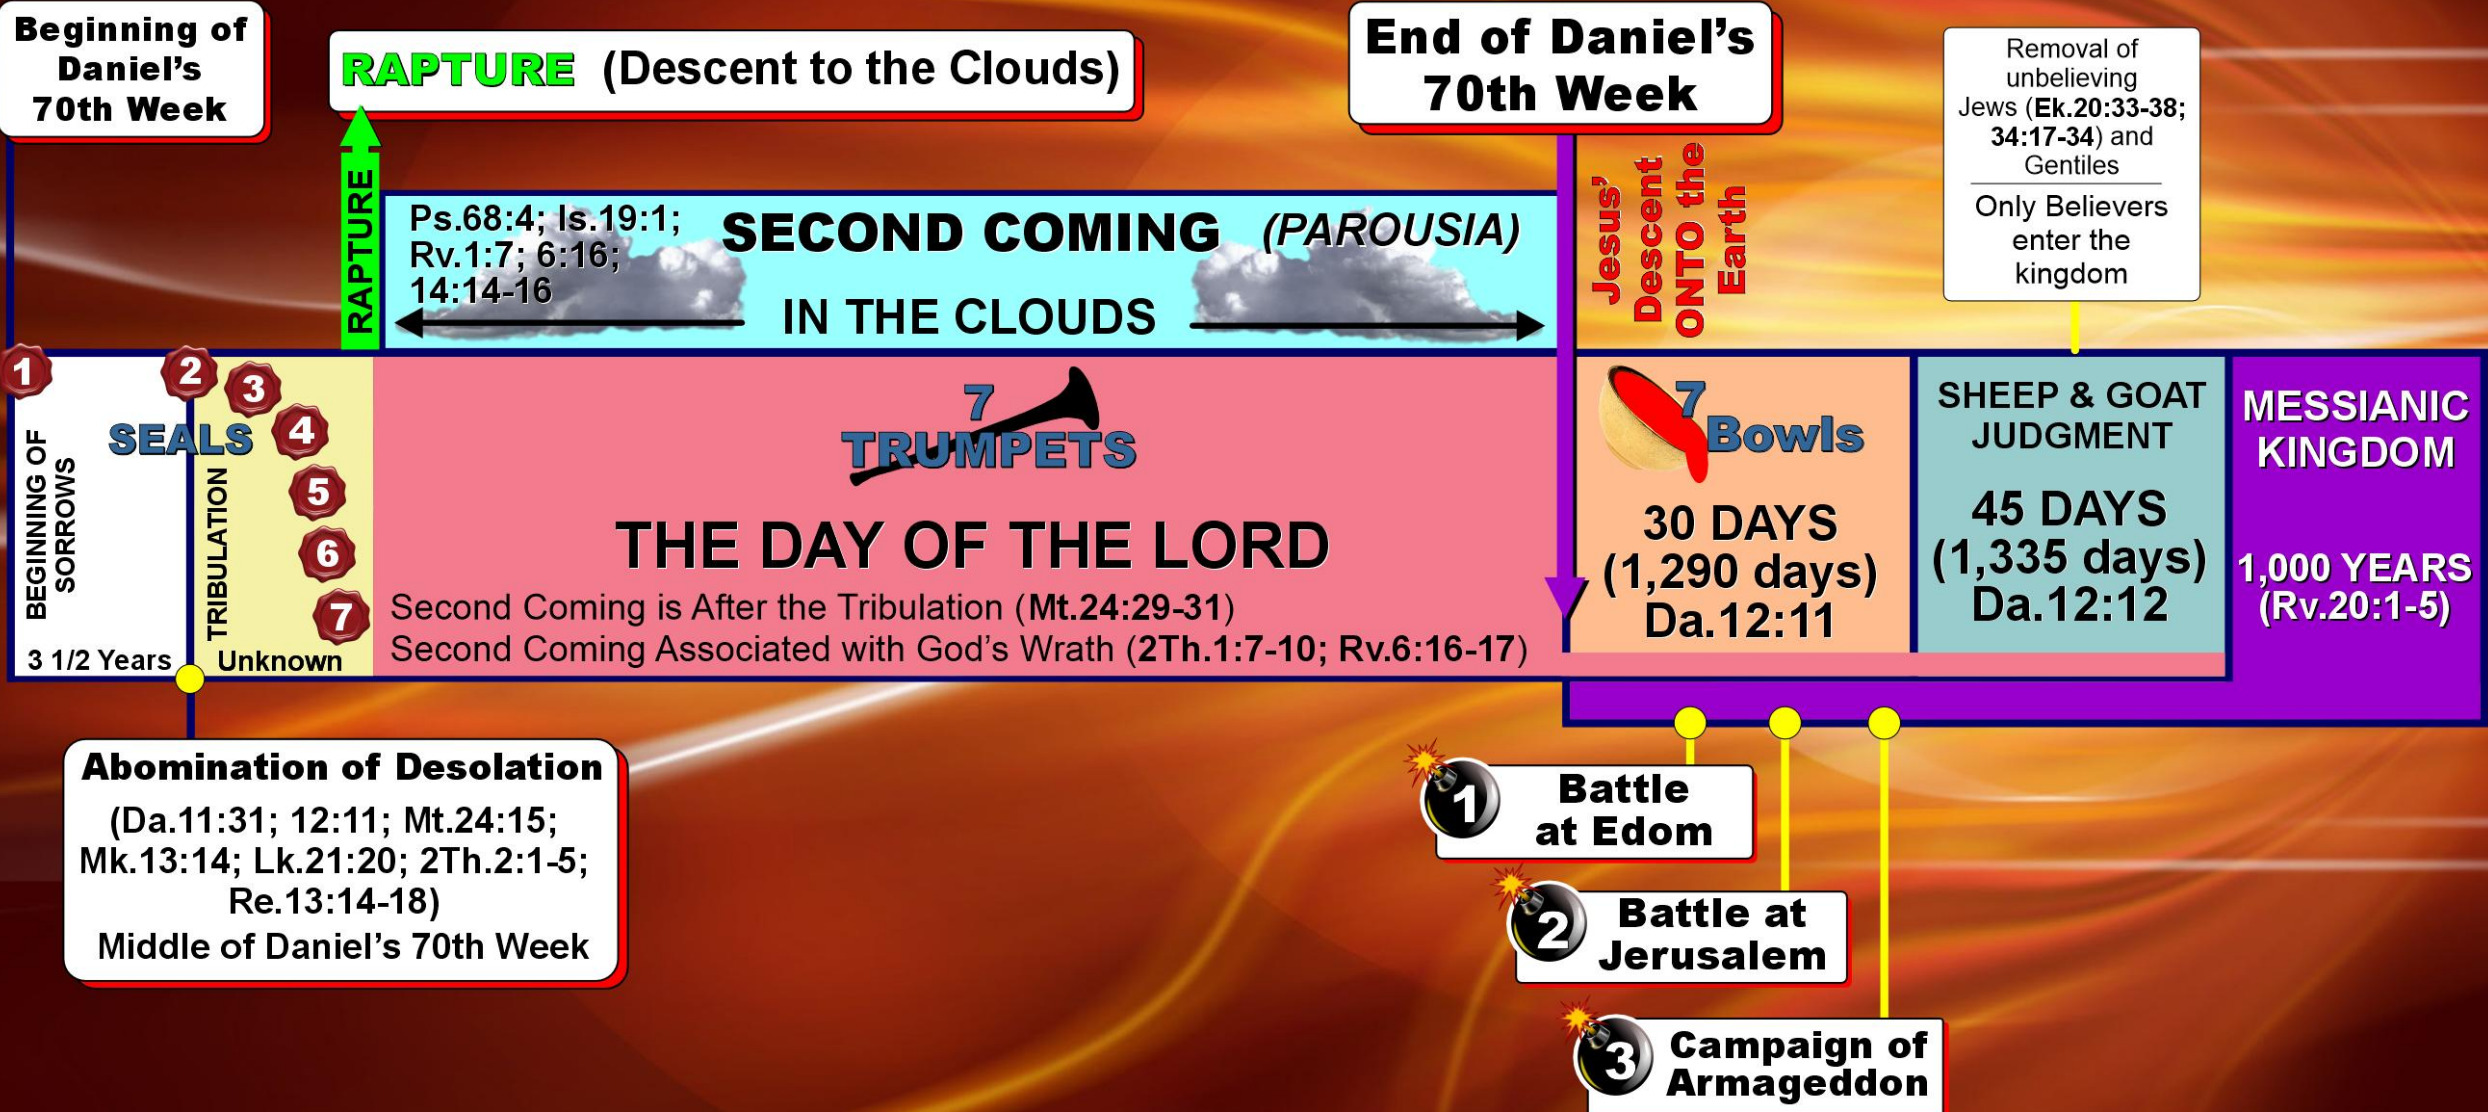 Beginning of
Daniel's
70th Week
RAPTURE (Descent to the Clouds)
End of Daniel's
70th Week
Removal of
unbelieving
Jews (Ek.20:33-38;
34:17-34) and
Gentiles
Only Believers
enter the
kingdom
RAPTURE
Ps.68:4; Is.19:1;
Rv.1:7; 6:16;
14:14-16
SECOND COMING (PAROUSIA)
IN THE CLOUDS
Jesus'
Descent
ONTO the
Earth
1
2
3
4
5
6
7
SEALS
BEGINNING OF
SORROWS
3 1/2 Years
TRIBULATION
Unknown
7
TRUMPETS
THE DAY OF THE LORD
Second Coming is After the Tribulation (Mt.24:29-31)
Second Coming Associated with God's Wrath (2Th.1:7-10; Rv.6:16-17)
7
Bowls
30 DAYS
(1,290 days)
Da.12:11
SHEEP & GOAT
JUDGMENT
45 DAYS
(1,335 days)
Da.12:12
MESSIANIC
KINGDOM
1,000 YEARS
(Rv.20:1-5)
Abomination of Desolation
(Da.11:31; 12:11; Mt.24:15;
Mk.13:14; Lk.21:20; 2Th.2:1-5;
Re.13:14-18)
Middle of Daniel's 70th Week
1
Battle
at Edom
2
Battle at
Jerusalem
3
Campaign of
Armageddon